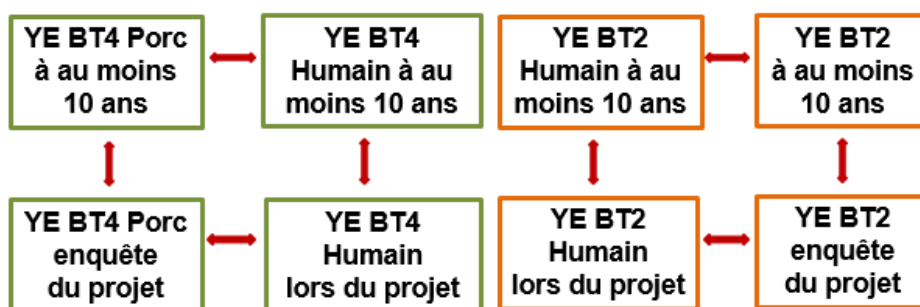 YE BT4 Porc
à au moins
10 ans
YE BT4
Humain à au
moins 10 ans
YE BT2
Humain à au
moins 10 ans
YE BT2
à au moins
10 ans
YE BT4 Porc
enquête
du projet
YE BT4
Humain
lors du projet
YE BT2
Humain
lors du projet
YE BT2
enquête
du projet